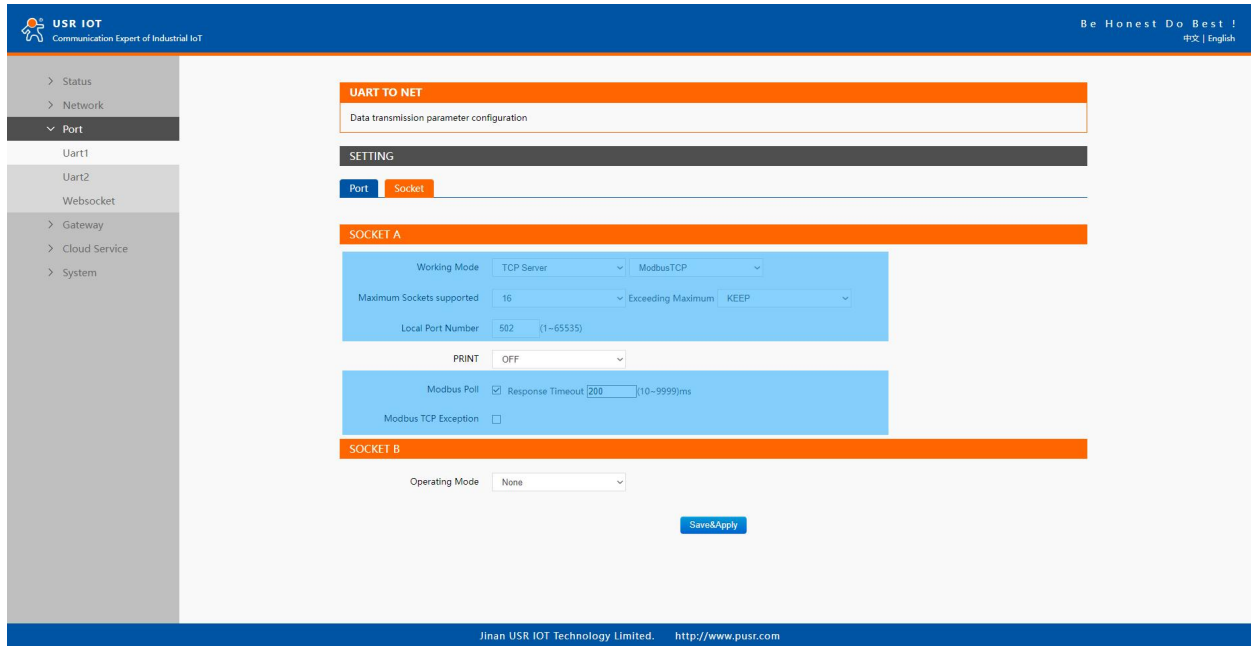 USR IOT
Communication Expert of Industrial IoT
Be Honest Do Best !
中文 | English
Status
Network
Port
Uart1
Uart2
Websocket
Gateway
Cloud Service
System
UART TO NET
Data transmission parameter configuration
SETTING
Port Socket
SOCKET A
Working Mode TCP Server ModbusTCP
Maximum Sockets supported 16 Exceeding Maximum KEEP
Local Port Number 502 (1~65535)
PRINT OFF
Modbus Poll Response Timeout 200 (10~9999)ms
Modbus TCP Exception
SOCKET B
Operating Mode None
Save&Apply
Jinan USR IOT Technology Limited. http://www.pusr.com